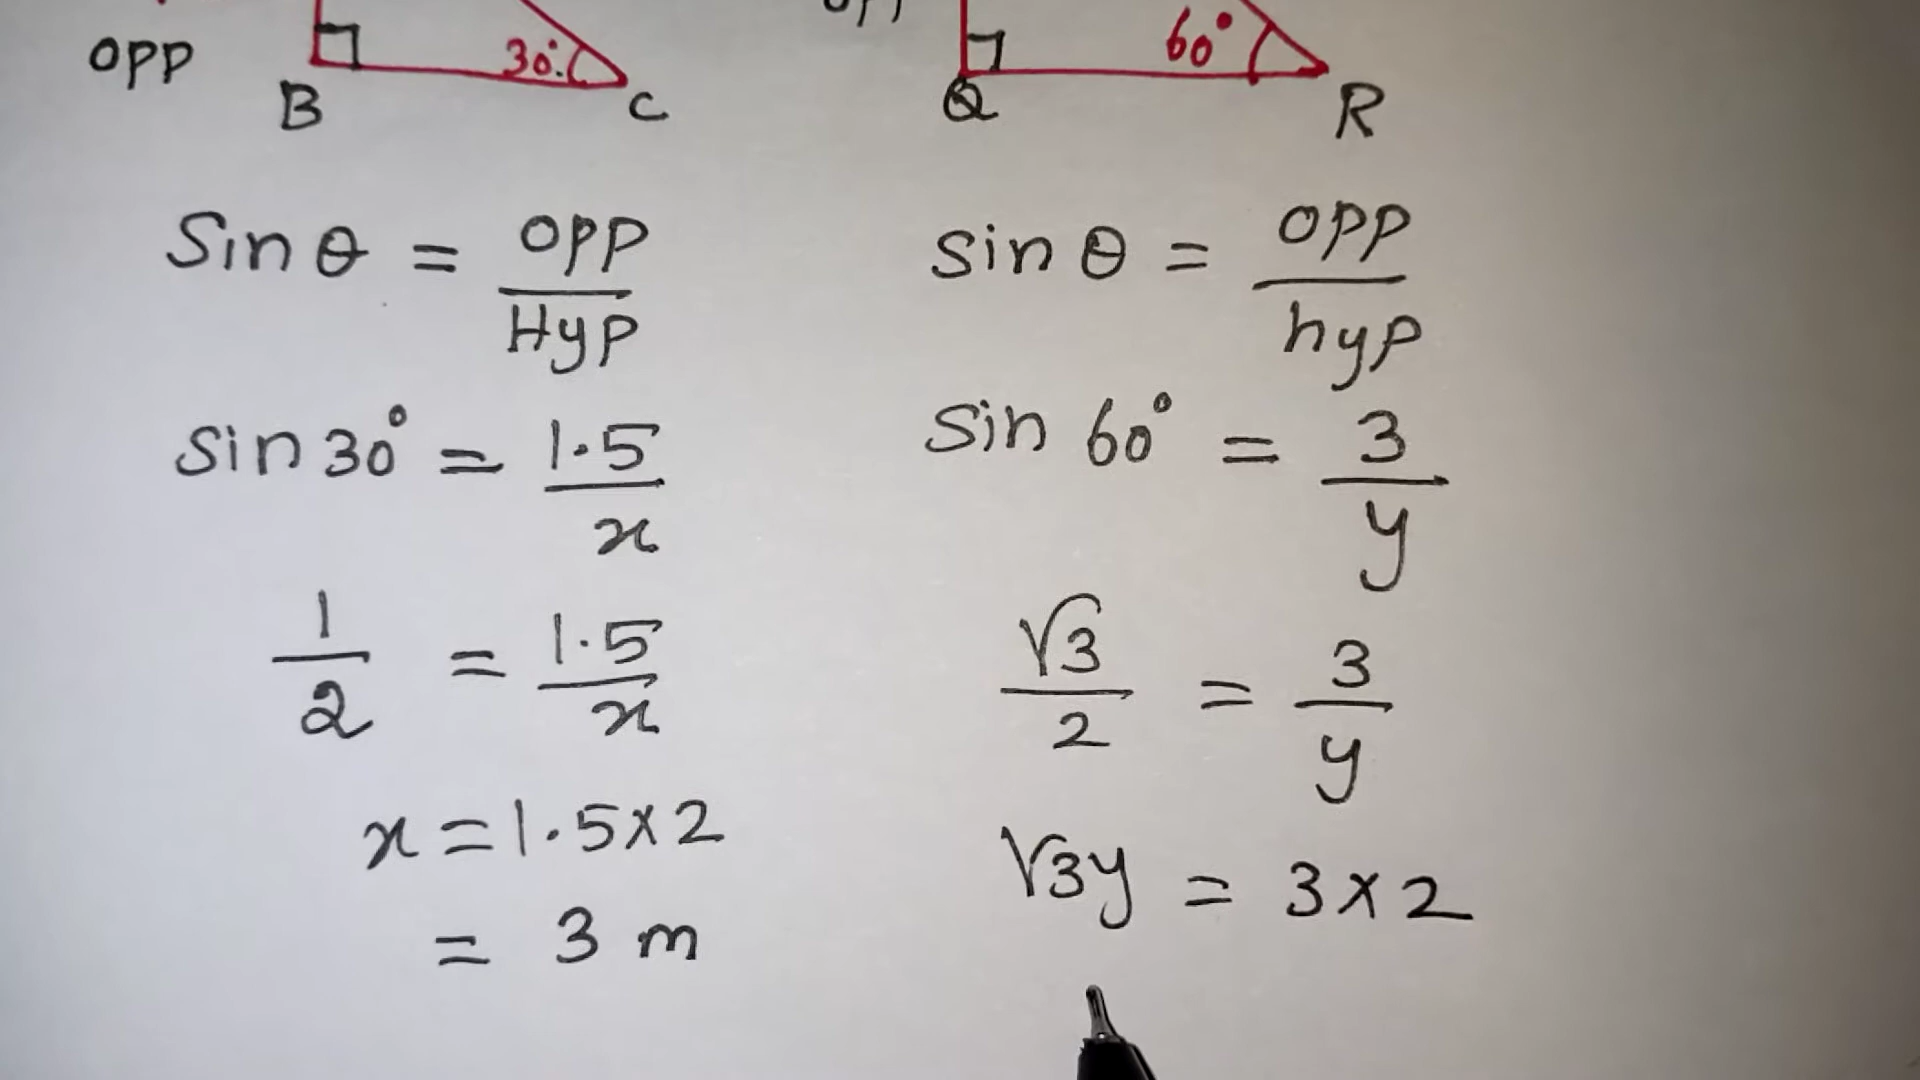 opp
B
30°
C
60°
Q
R
Sin θ = opp / Hyp
Sin 30° = 1.5 / x
1 / 2 = 1.5 / x
x = 1.5 x 2
= 3 m
Sin θ = opp / hyp
Sin 60° = 3 / y
√3 / 2 = 3 / y
√3y = 3 x 2